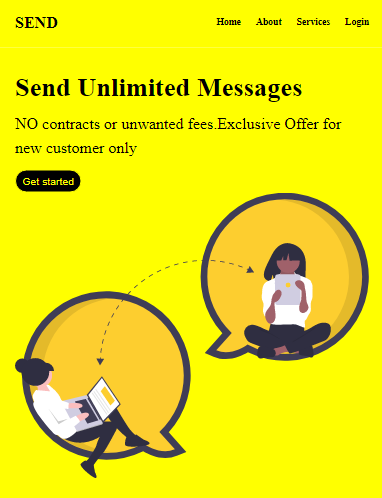 SEND Home About Services Login
Send Unlimited Messages
NO contracts or unwanted fees.Exclusive Offer for
new customer only
Get started